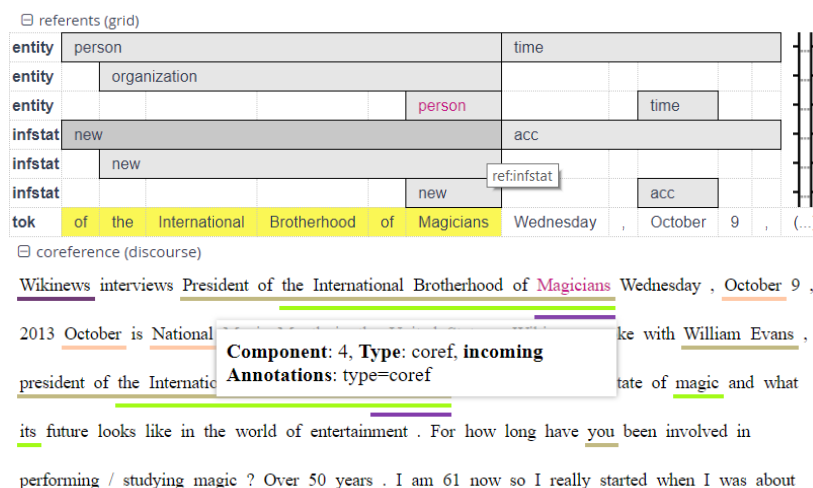 referents (grid)
entity person time
entity organization
entity person time
infstat new acc
infstat new
ref:infstat
infstat new acc
tok of the International Brotherhood of Magicians Wednesday , October 9 , (...
coreference (discourse)
Wikinews interviews President of the International Brotherhood of Magicians Wednesday , October 9 ,
2013 October is National ke with William Evans ,
Component: 4, Type: coref, incoming
Annotations: type=coref
president of the Internatio tate of magic and what
its future looks like in the world of entertainment . For how long have you been involved in
performing / studying magic ? Over 50 years . I am 61 now so I really started when I was about